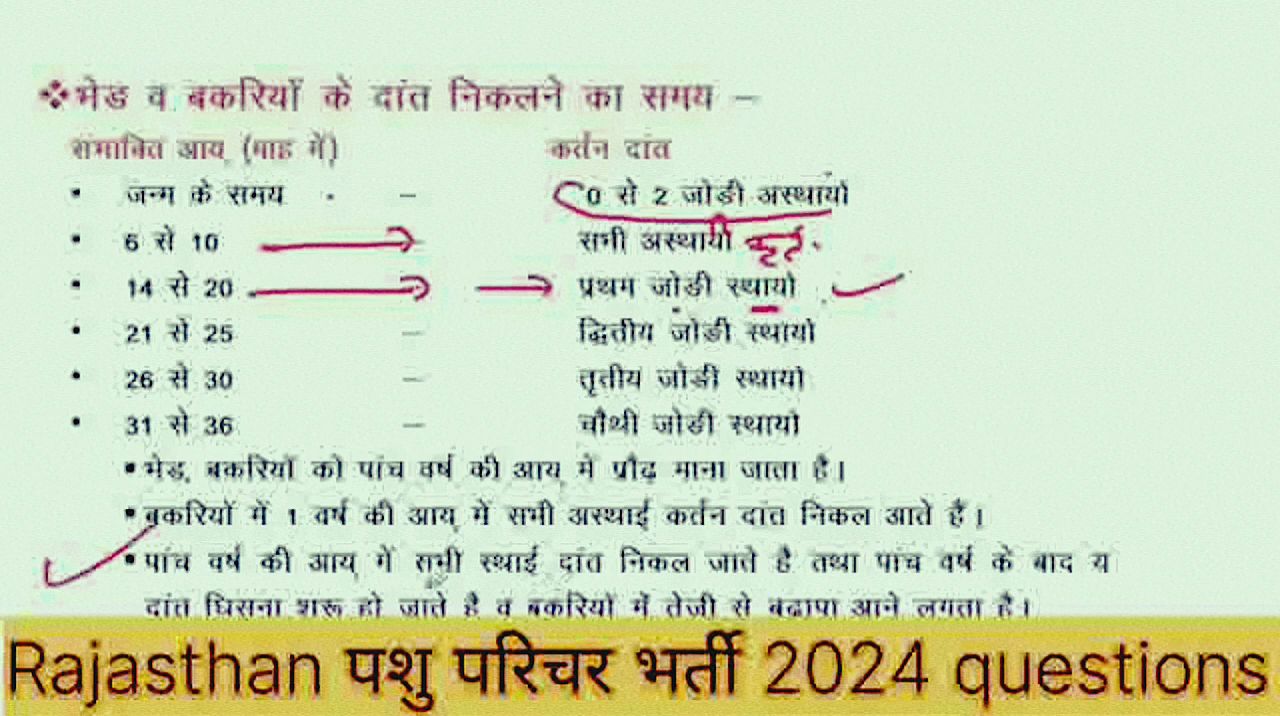 ❖भेड व बकरियों के दांत निकलने का समय –
संभावित आयु (माह में) कर्तन दांत
• जन्म के समय – 0 से 2 जोडी अस्थायी
• 6 से 10 – सभी अस्थायी
• 14 से 20 प्रथम जोडी स्थायी
• 21 से 25 – द्वितीय जोडी स्थायी
• 26 से 30 – तृतीय जोडी स्थायी
• 31 से 36 – चौथी जोडी स्थायी
▪ भेड, बकरियों को पांच वर्ष की आयु में प्रौढ माना जाता है।
▪ बकरियों में 1 वर्ष की आयु में सभी अस्थाई कर्तन दांत निकल आते हैं।
▪ पांच वर्ष की आयु में सभी स्थाई दांत निकल जाते है तथा पांच वर्ष के बाद य
दांत घिसना शुरू हो जाते है व बकरियों में तेजी से बुढापा आने लगता है।
Rajasthan पशु परिचर भर्ती 2024 questions